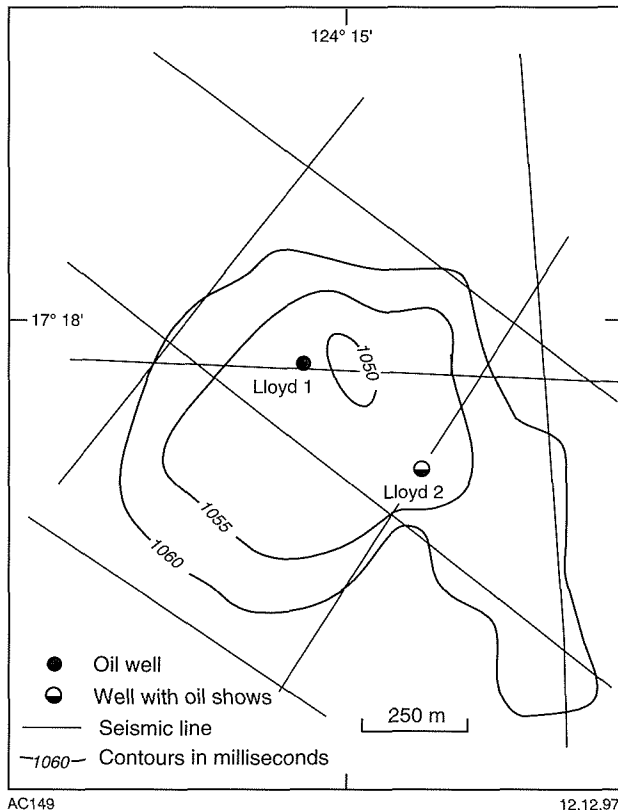 124° 15'
17° 18'
1050
Lloyd 1
Lloyd 2
1055
1060
Oil well
Well with oil shows
Seismic line
250 m
1060 Contours in milliseconds
AC149
12.12.97